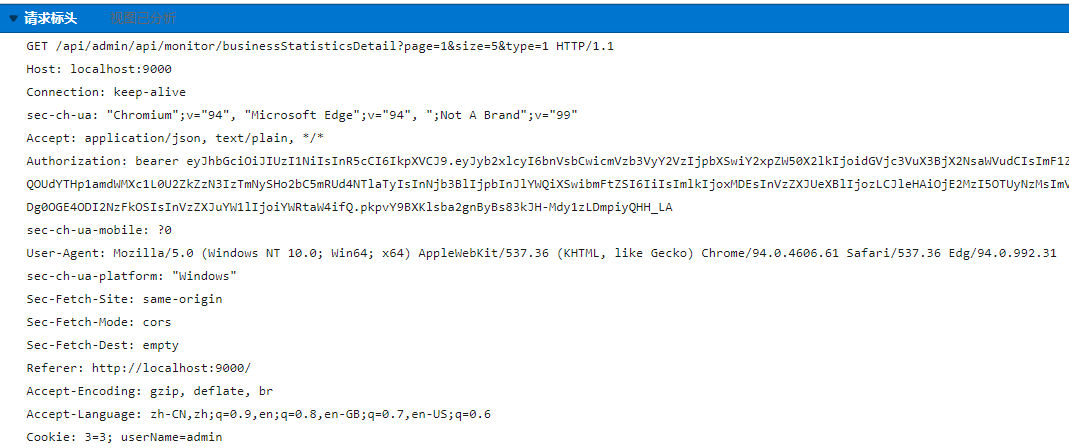 请求标头 视图已分析
GET /api/admin/api/monitor/businessStatisticsDetail?page=1&size=5&type=1 HTTP/1.1
Host: localhost:9000
Connection: keep-alive
sec-ch-ua: "Chromium";v="94", "Microsoft Edge";v="94", ";Not A Brand";v="99"
Accept: application/json, text/plain, */*
Authorization: bearer eyJhbGciOiJIUzI1NiIsInR5cCI6IkpXVCJ9.eyJyb2xlcyI6bnVsbCwicmVzb3VyY2VzIjpbXSwiY2xpZW50X2lkIjoidGVjc3VuX3BjX2NsaWVudCIsImF1Z
QOUdYTHp1amdWMXc1L0U2ZkZzN3IzTmNySHo2bC5mRUd4NTlaTyIsInNjb3BlIjpbInJlYWQiXSwibmFtZSI6IiIsImlkIjoxMDEsInVzZXJUeXBlIjozLCJleHAiOjE2MzI5OTUyNzMsImV
Dg0OGE4ODI2NzFkOSIsInVzZXJuYW1lIjoiYWRtaW4ifQ.pkpvY9BXKlsba2gnByBs83kJH-Mdy1zLDmpiyQHH_LA
sec-ch-ua-mobile: ?0
User-Agent: Mozilla/5.0 (Windows NT 10.0; Win64; x64) AppleWebKit/537.36 (KHTML, like Gecko) Chrome/94.0.4606.61 Safari/537.36 Edg/94.0.992.31
sec-ch-ua-platform: "Windows"
Sec-Fetch-Site: same-origin
Sec-Fetch-Mode: cors
Sec-Fetch-Dest: empty
Referer: http://localhost:9000/
Accept-Encoding: gzip, deflate, br
Accept-Language: zh-CN,zh;q=0.9,en;q=0.8,en-GB;q=0.7,en-US;q=0.6
Cookie: 3=3; userName=admin